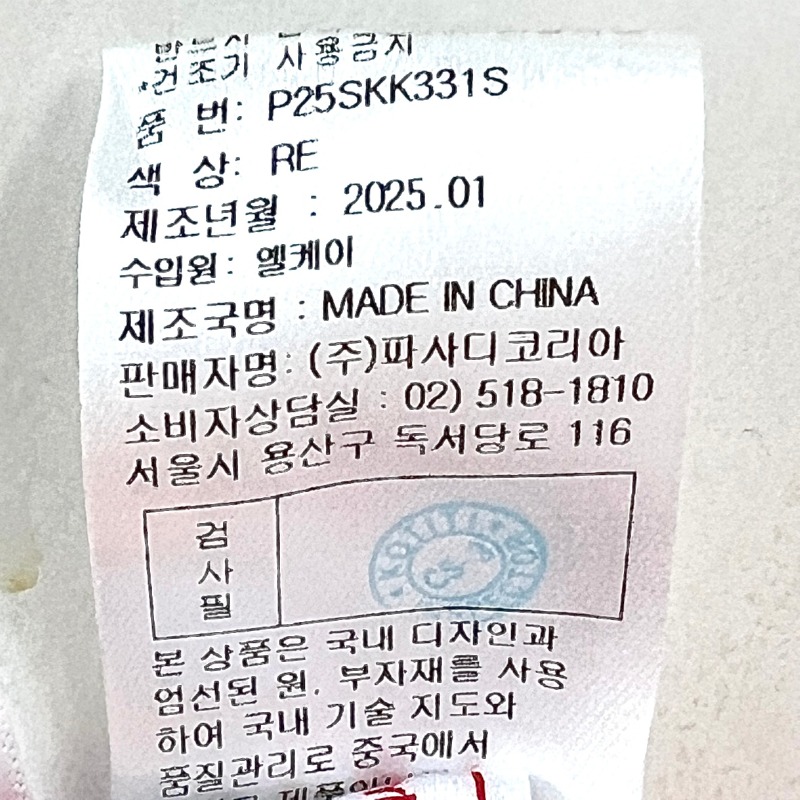 ·건조기 사용금지
품 번: P25SKK331S
색 상: RE
제조년월 : 2025.01
수입원: 엘케이
제조국명 : MADE IN CHINA
판매자명: (주)파사디코리아
소비자상담실 : 02) 518-1810
서울시 용산구 독서당로 116
검
사
필
KOTITI
본 상품은 국내 디자인과
엄선된 원, 부자재를 사용
하여 국내 기술 지도와
품질관리로 중국에서
제품입니